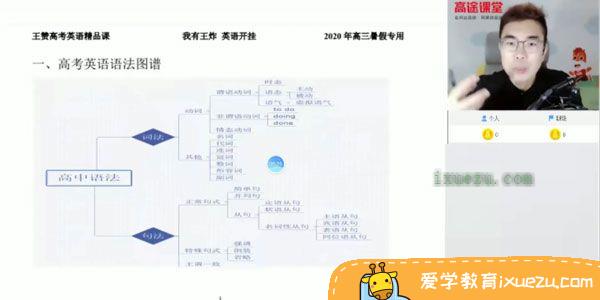 王赞高考英语精品课
我有王炸 英语开挂
2020年高三暑假专用
一、高考英语语法图谱
高中语法
词法
动词
谓语动词
时态
语态
主动
被动
语气
虚拟语气
非谓语动词
to do
doing
done
情态动词
其他
名词
代词
连词
冠词
数词
形容词
副词
句法
正常句式
简单句
并列句
从句
定语从句
状语从句
名词性从句
主语从句
宾语从句
表语从句
同位语从句
特殊句式
强调
倒装
省略
主谓一致
高途课堂
个人
ixuezu.com
爱学教育ixuezu.com